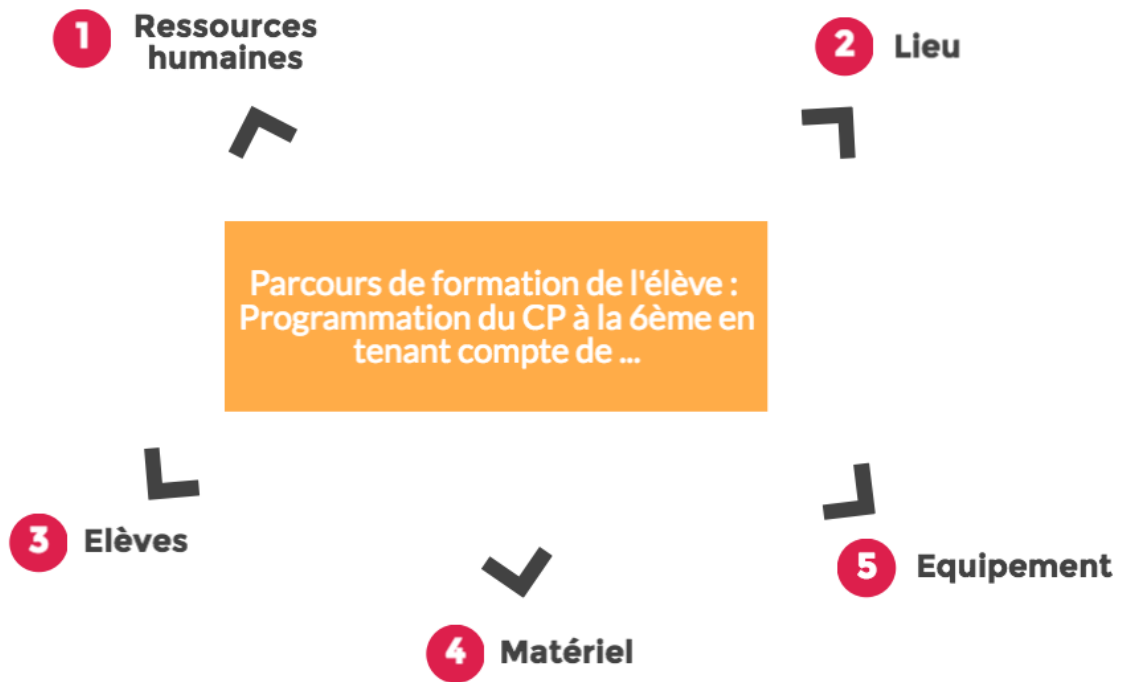 1 Ressources
humaines
2 Lieu
Parcours de formation de l'élève :
Programmation du CP à la 6ème en
tenant compte de ...
3 Elèves
5 Equipement
4 Matériel